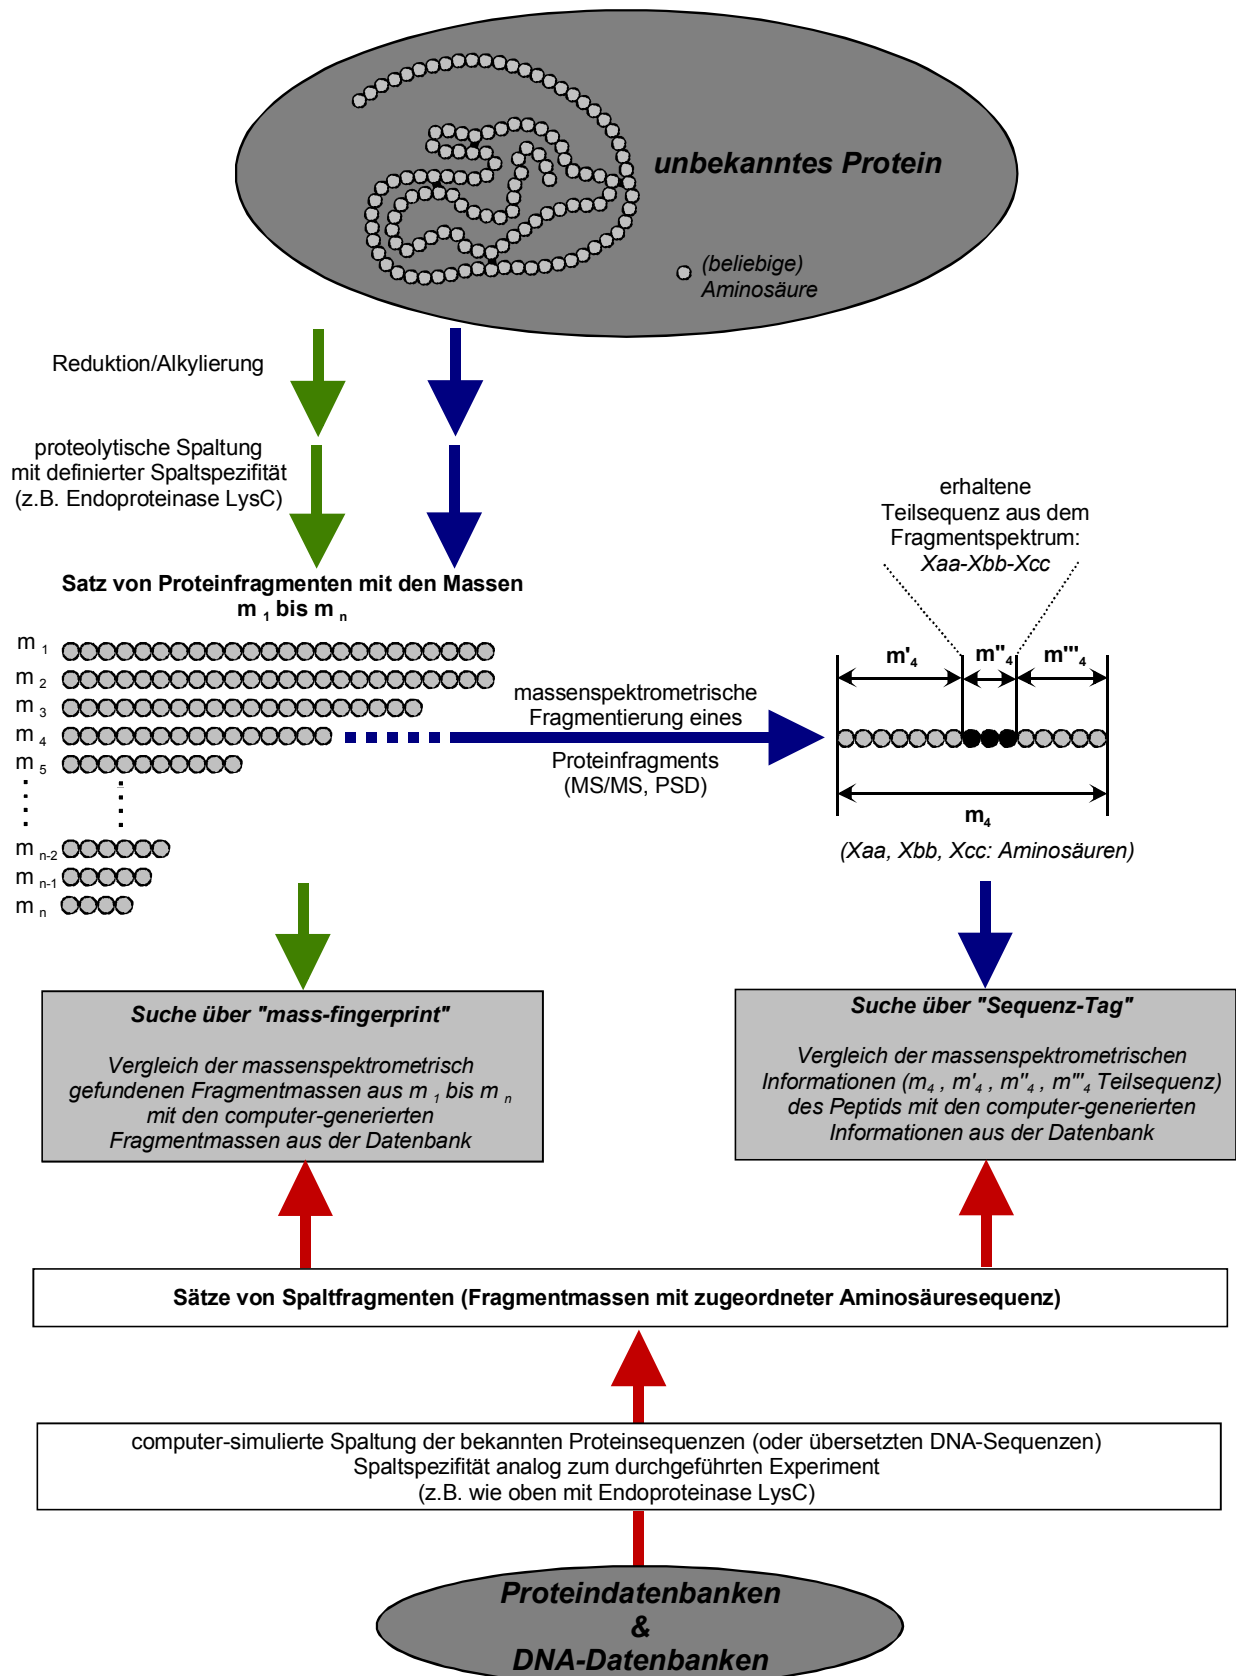 unbekanntes Protein
(beliebige)
Aminosäure
Reduktion/Alkylierung
proteolytische Spaltung
mit definierter Spaltspezifität
(z.B. Endoproteinase LysC)
Satz von Proteinfragmenten mit den Massen
m 1 bis m n
m 1
m 2
m 3
m 4
m 5
m n-2
m n-1
m n
massenspektrometrische
Fragmentierung eines
Proteinfragments
(MS/MS, PSD)
erhaltene
Teilsequenz aus dem
Fragmentspektrum:
Xaa-Xbb-Xcc
m'4 m''4 m'''4
m4
(Xaa, Xbb, Xcc: Aminosäuren)
Suche über "mass-fingerprint"
Vergleich der massenspektrometrisch
gefundenen Fragmentmassen aus m 1 bis m n
mit den computer-generierten
Fragmentmassen aus der Datenbank
Suche über "Sequenz-Tag"
Vergleich der massenspektrometrischen
Informationen (m4 , m'4 , m''4 , m'''4 Teilsequenz)
des Peptids mit den computer-generierten
Informationen aus der Datenbank
Sätze von Spaltfragmenten (Fragmentmassen mit zugeordneter Aminosäuresequenz)
computer-simulierte Spaltung der bekannten Proteinsequenzen (oder übersetzten DNA-Sequenzen)
Spaltspezifität analog zum durchgeführten Experiment
(z.B. wie oben mit Endoproteinase LysC)
Proteindatenbanken
&
DNA-Datenbanken